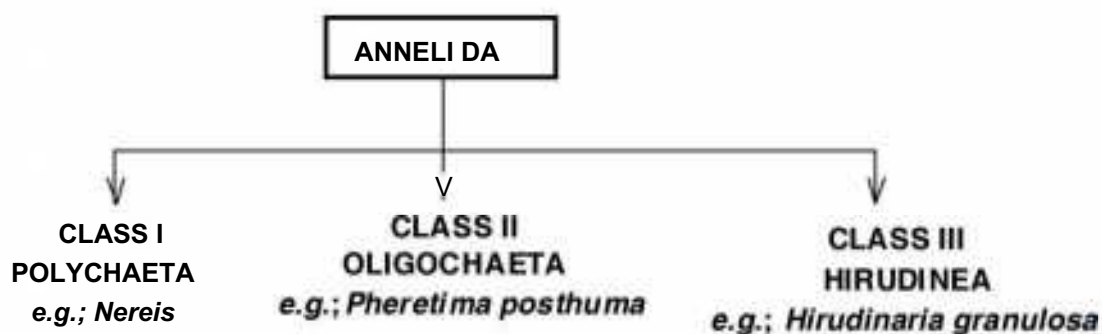 ANNELI DA
CLASS I
POLYCHAETA
e.g.; Nereis
CLASS II
OLIGOCHAETA
e.g.; Pheretima posthuma
CLASS III
HIRUDINEA
e.g.; Hirudinaria granulosa